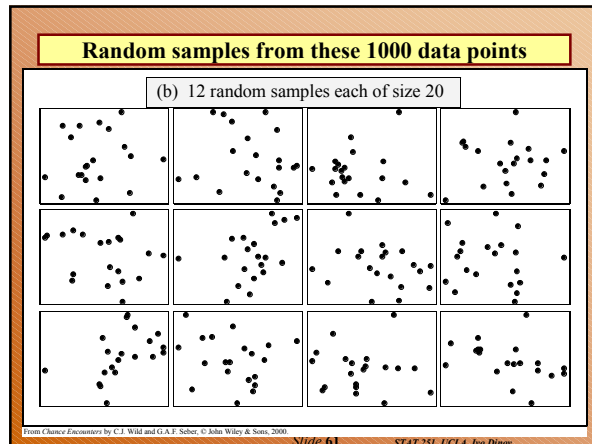 Random samples from these 1000 data points
(b) 12 random samples each of size 20
From Chance Encounters by C.J. Wild and G.A.F. Seber, © John Wiley & Sons, 2000.
Slide 61 STAT 251, UCLA, Ivo Dinov